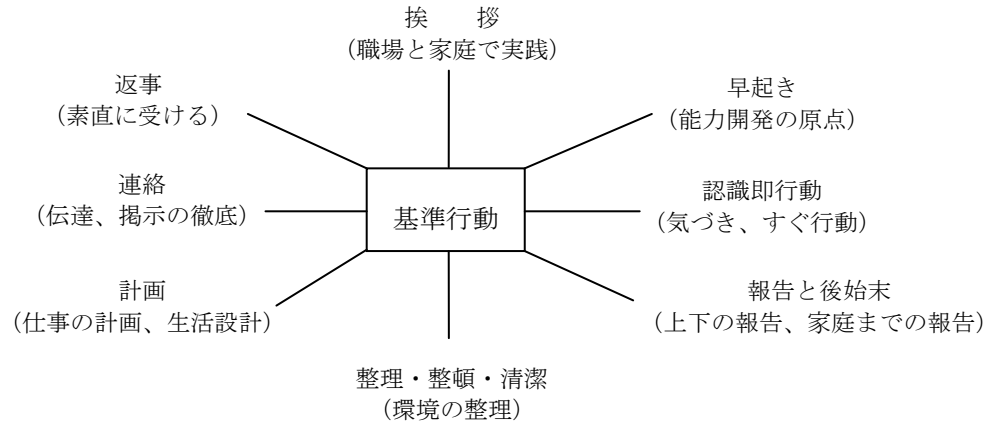 挨　　拶
（職場と家庭で実践）
返事
（素直に受ける）
早起き
（能力開発の原点）
連絡
（伝達、掲示の徹底）
基準行動
認識即行動
（気づき、すぐ行動）
計画
（仕事の計画、生活設計）
報告と後始末
（上下の報告、家庭までの報告）
整理・整頓・清潔
（環境の整理）